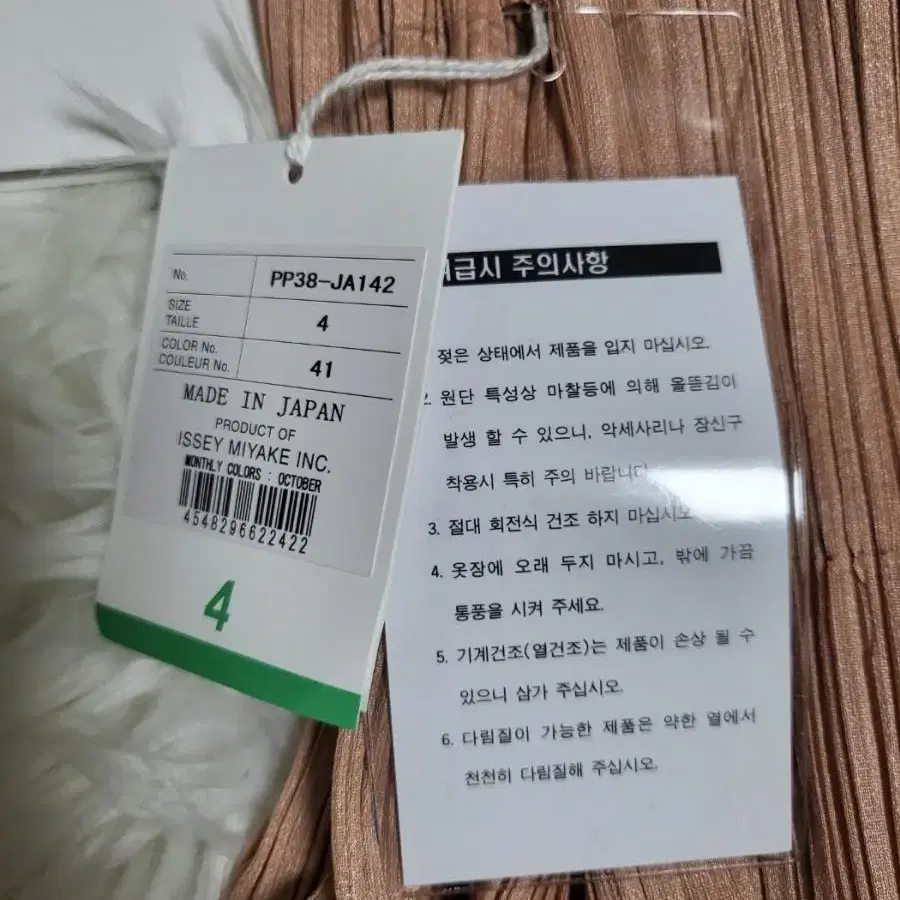 No. PP38-JA142
SIZE
TAILLE 4
COLOR No.
COULEUR No. 41
MADE IN JAPAN
PRODUCT OF
ISSEY MIYAKE INC.
MONTHLY COLORS : OCTOBER
4548296622422
4
급시 주의사항
젖은 상태에서 제품을 입지 마십시오.
2. 원단 특성상 마찰등에 의해 올뜯김이
발생 할 수 있으니, 악세사리나 장신구
착용시 특히 주의 바랍니다
3. 절대 회전식 건조 하지 마십시오.
4. 옷장에 오래 두지 마시고, 밖에 가끔
통풍을 시켜 주세요.
5. 기계건조(열건조)는 제품이 손상 될 수
있으니 삼가 주십시오.
6. 다림질이 가능한 제품은 약한 열에서
천천히 다림질해 주십시오.